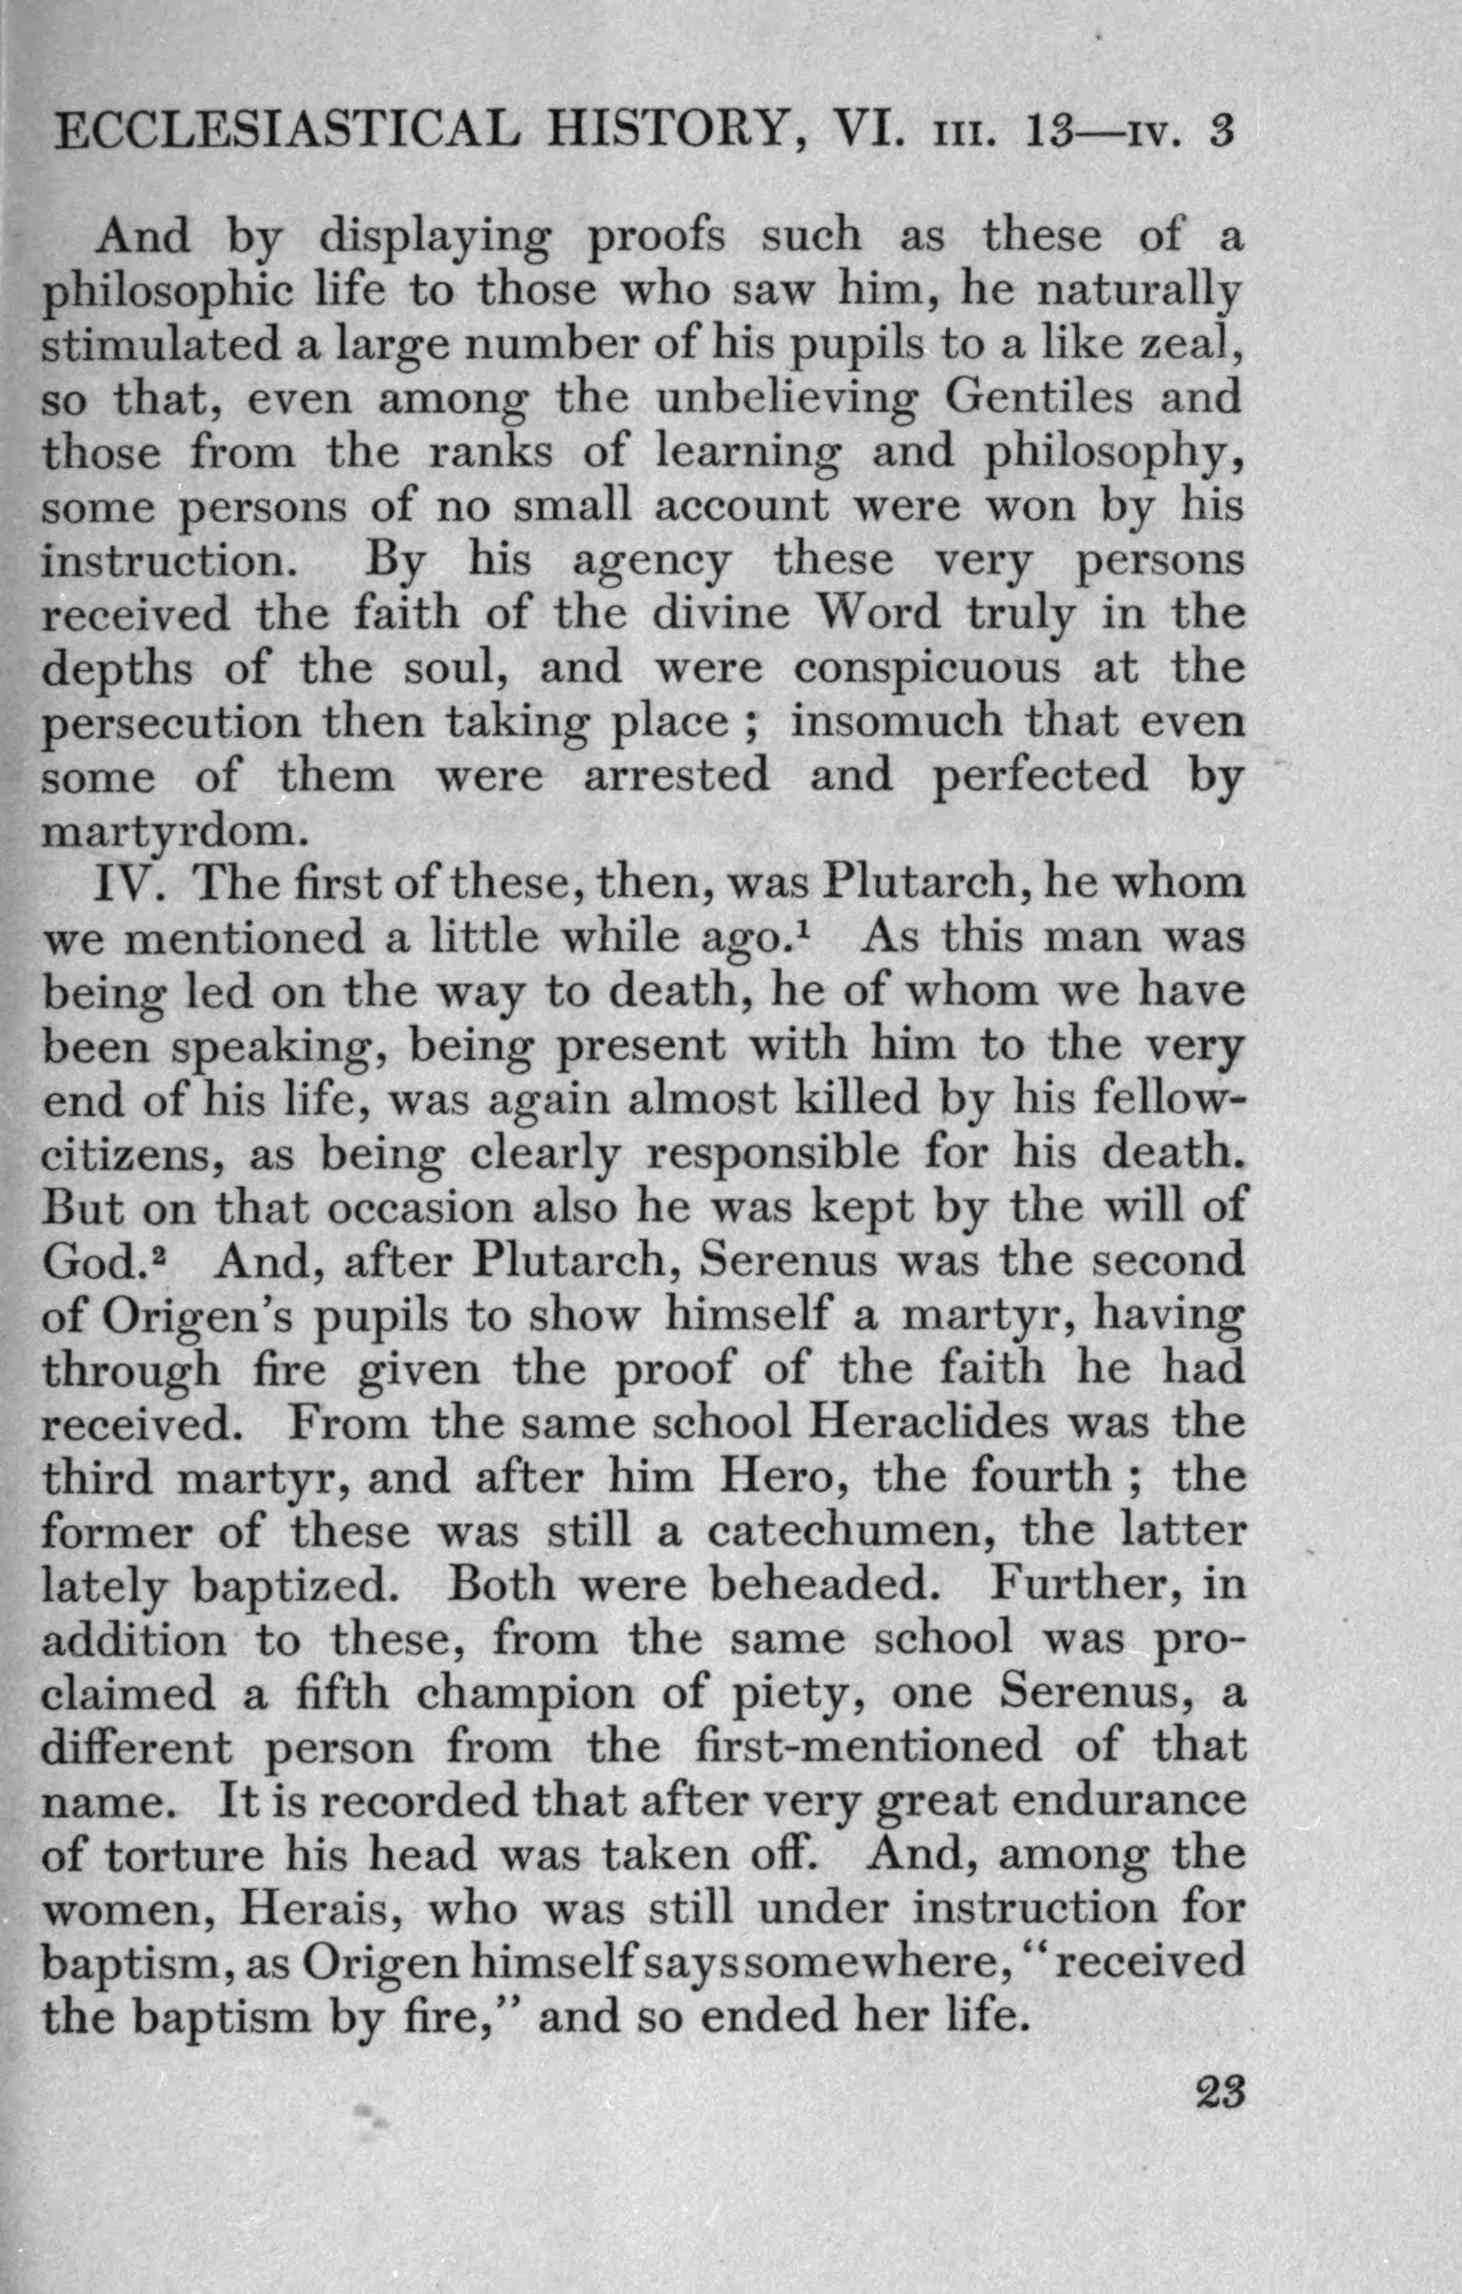 ECCLESIASTICAL HISTORY, VI. III. 13—IV. 3
And by displaying proofs such as these of a
philosophic life to those who saw him, he naturally
stimulated a large number of his pupils to a like zeal,
so that, even among the unbelieving Gentiles and
those from the ranks of learning and philosophy,
some persons of no small account were won by his
instruction. By his agency these very persons
received the faith of the divine Word truly in the
depths of the soul, and were conspicuous at the
persecution then taking place ; insomuch that even
some of them were arrested and perfected by
martyrdom.
IV. The first of these, then, was Plutarch, he whom
we mentioned a little while ago.¹ As this man was
being led on the way to death, he of whom we have
been speaking, being present with him to the very
end of his life, was again almost killed by his fellow-
citizens, as being clearly responsible for his death.
But on that occasion also he was kept by the will of
God.² And, after Plutarch, Serenus was the second
of Origen's pupils to show himself a martyr, having
through fire given the proof of the faith he had
received. From the same school Heraclides was the
third martyr, and after him Hero, the fourth ; the
former of these was still a catechumen, the latter
lately baptized. Both were beheaded. Further, in
addition to these, from the same school was pro-
claimed a fifth champion of piety, one Serenus, a
different person from the first-mentioned of that
name. It is recorded that after very great endurance
of torture his head was taken off. And, among the
women, Herais, who was still under instruction for
baptism, as Origen himself says somewhere, “received
the baptism by fire,” and so ended her life.
23